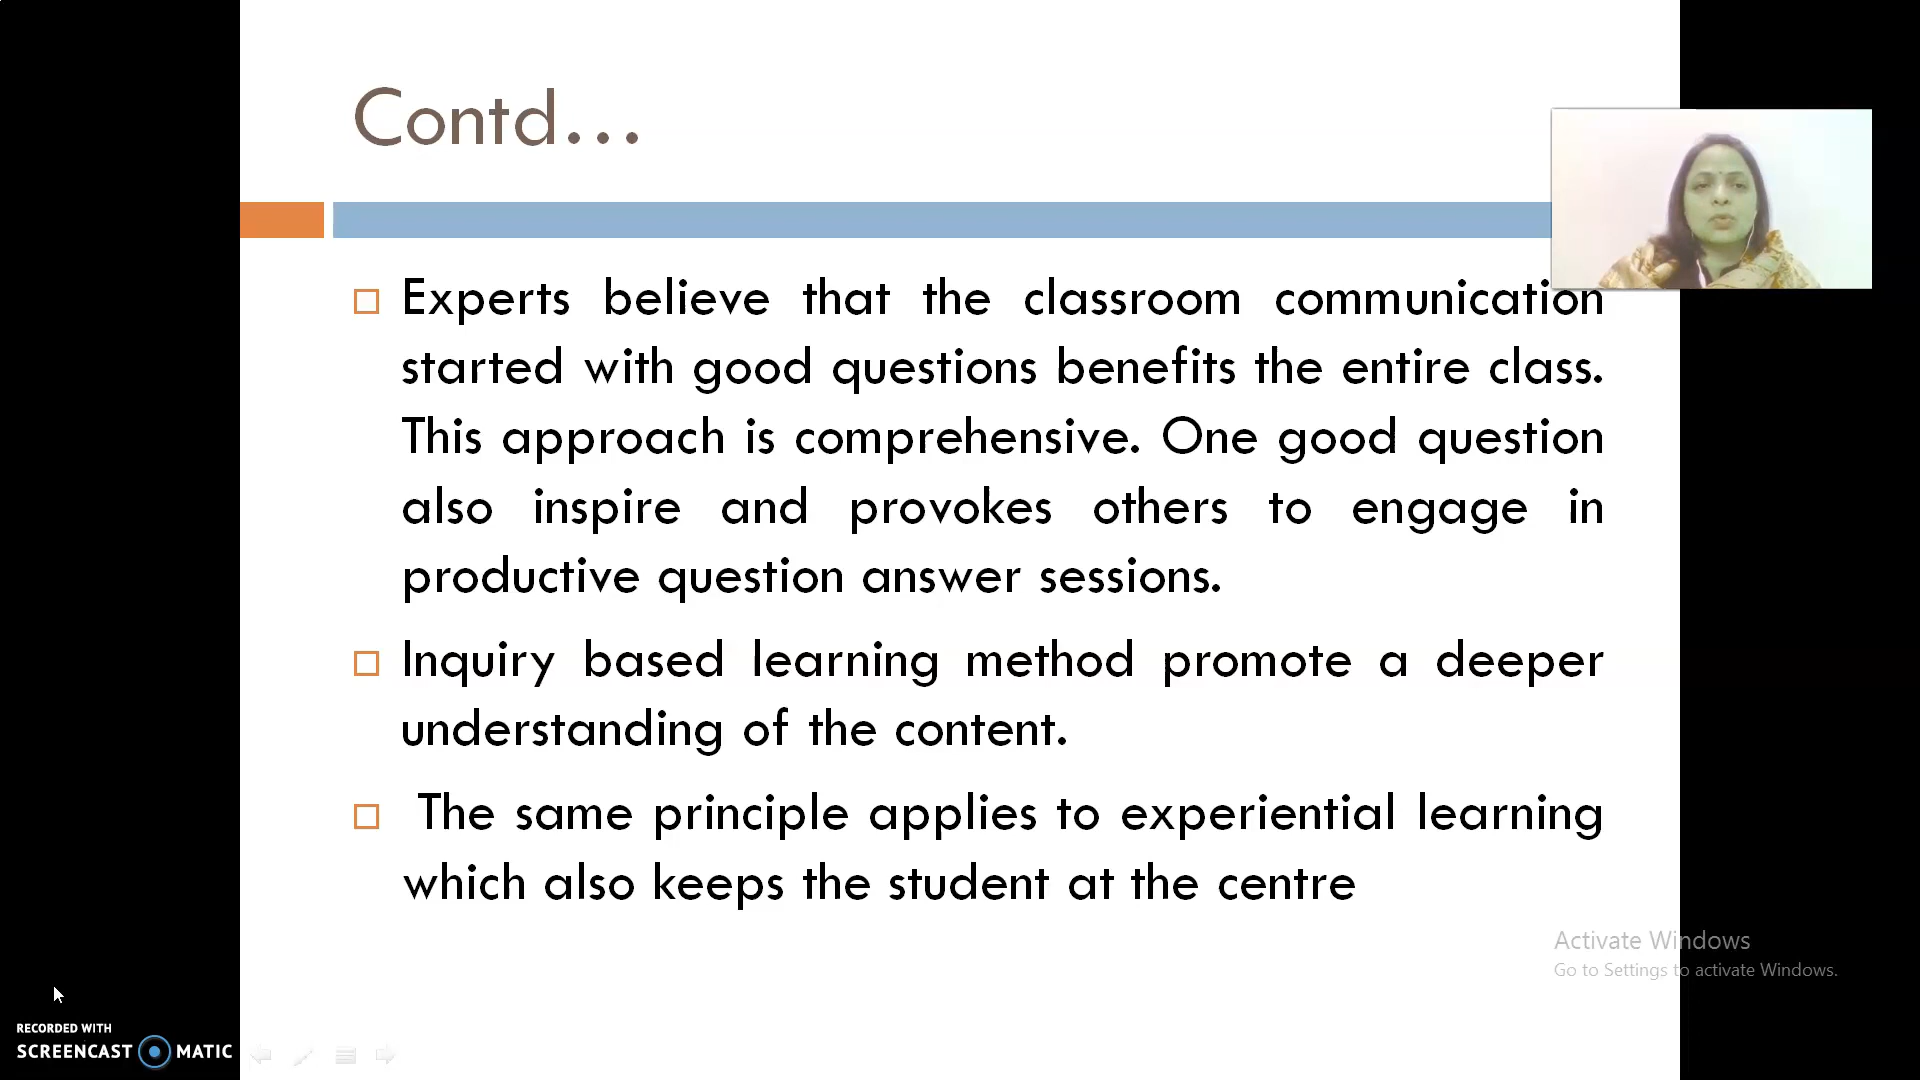 Contd...
Experts believe that the classroom communication
started with good questions benefits the entire class.
This approach is comprehensive. One good question
also inspire and provokes others to engage in
productive question answer sessions.
Inquiry based learning method promote a deeper
understanding of the content.
The same principle applies to experiential learning
which also keeps the student at the centre
Activate Windows
Go to Settings to activate Windows.
RECORDED WITH
SCREENCAST MATIC